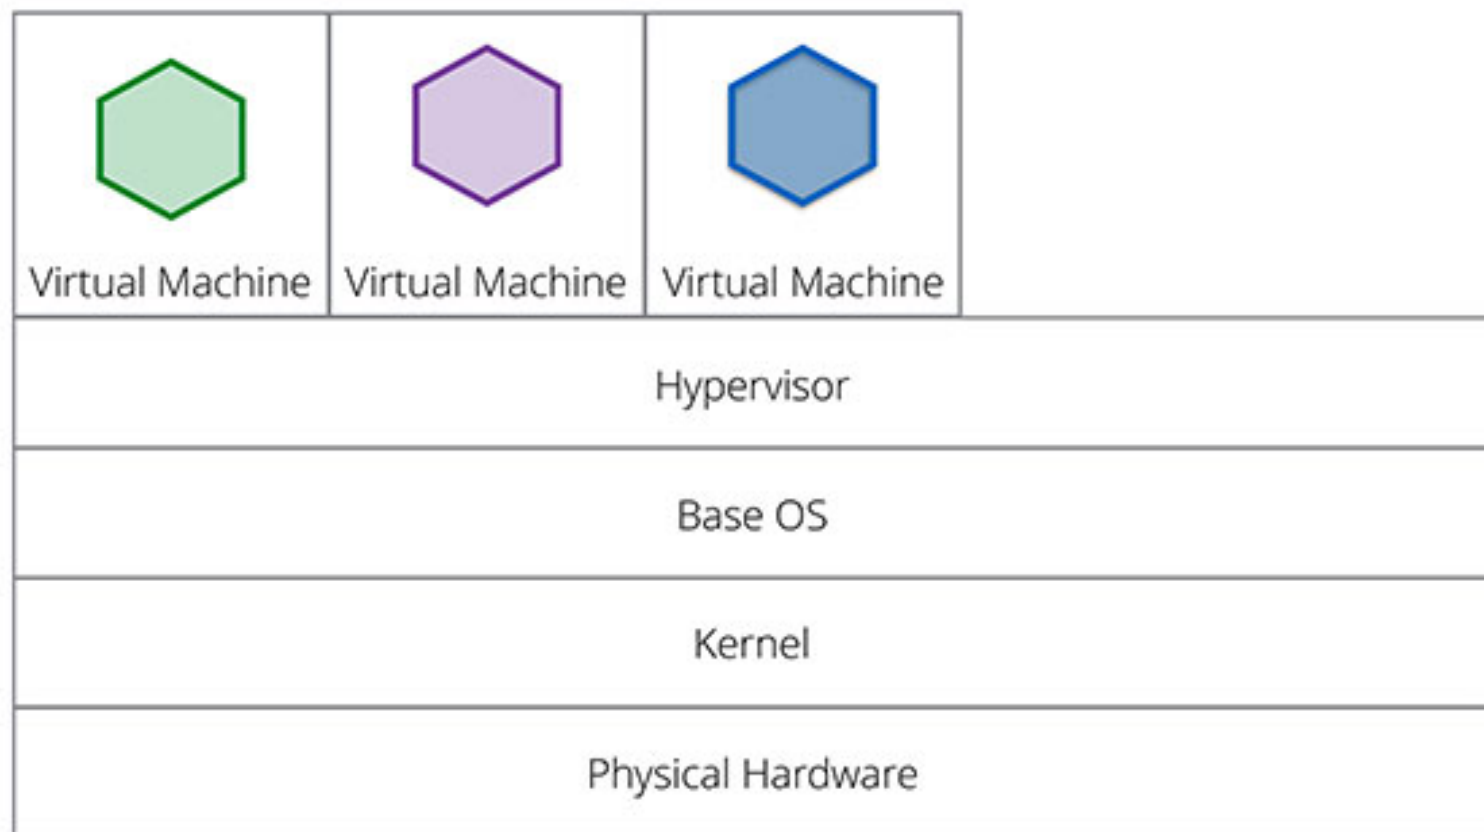 Virtual Machine
Virtual Machine
Virtual Machine
Hypervisor
Base OS
Kernel
Physical Hardware